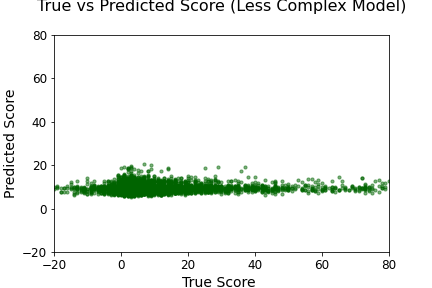 True vs Predicted Score (Less Complex Model)
80
60
40
20
0
−20
Predicted Score
−20 0 20 40 60 80
True Score